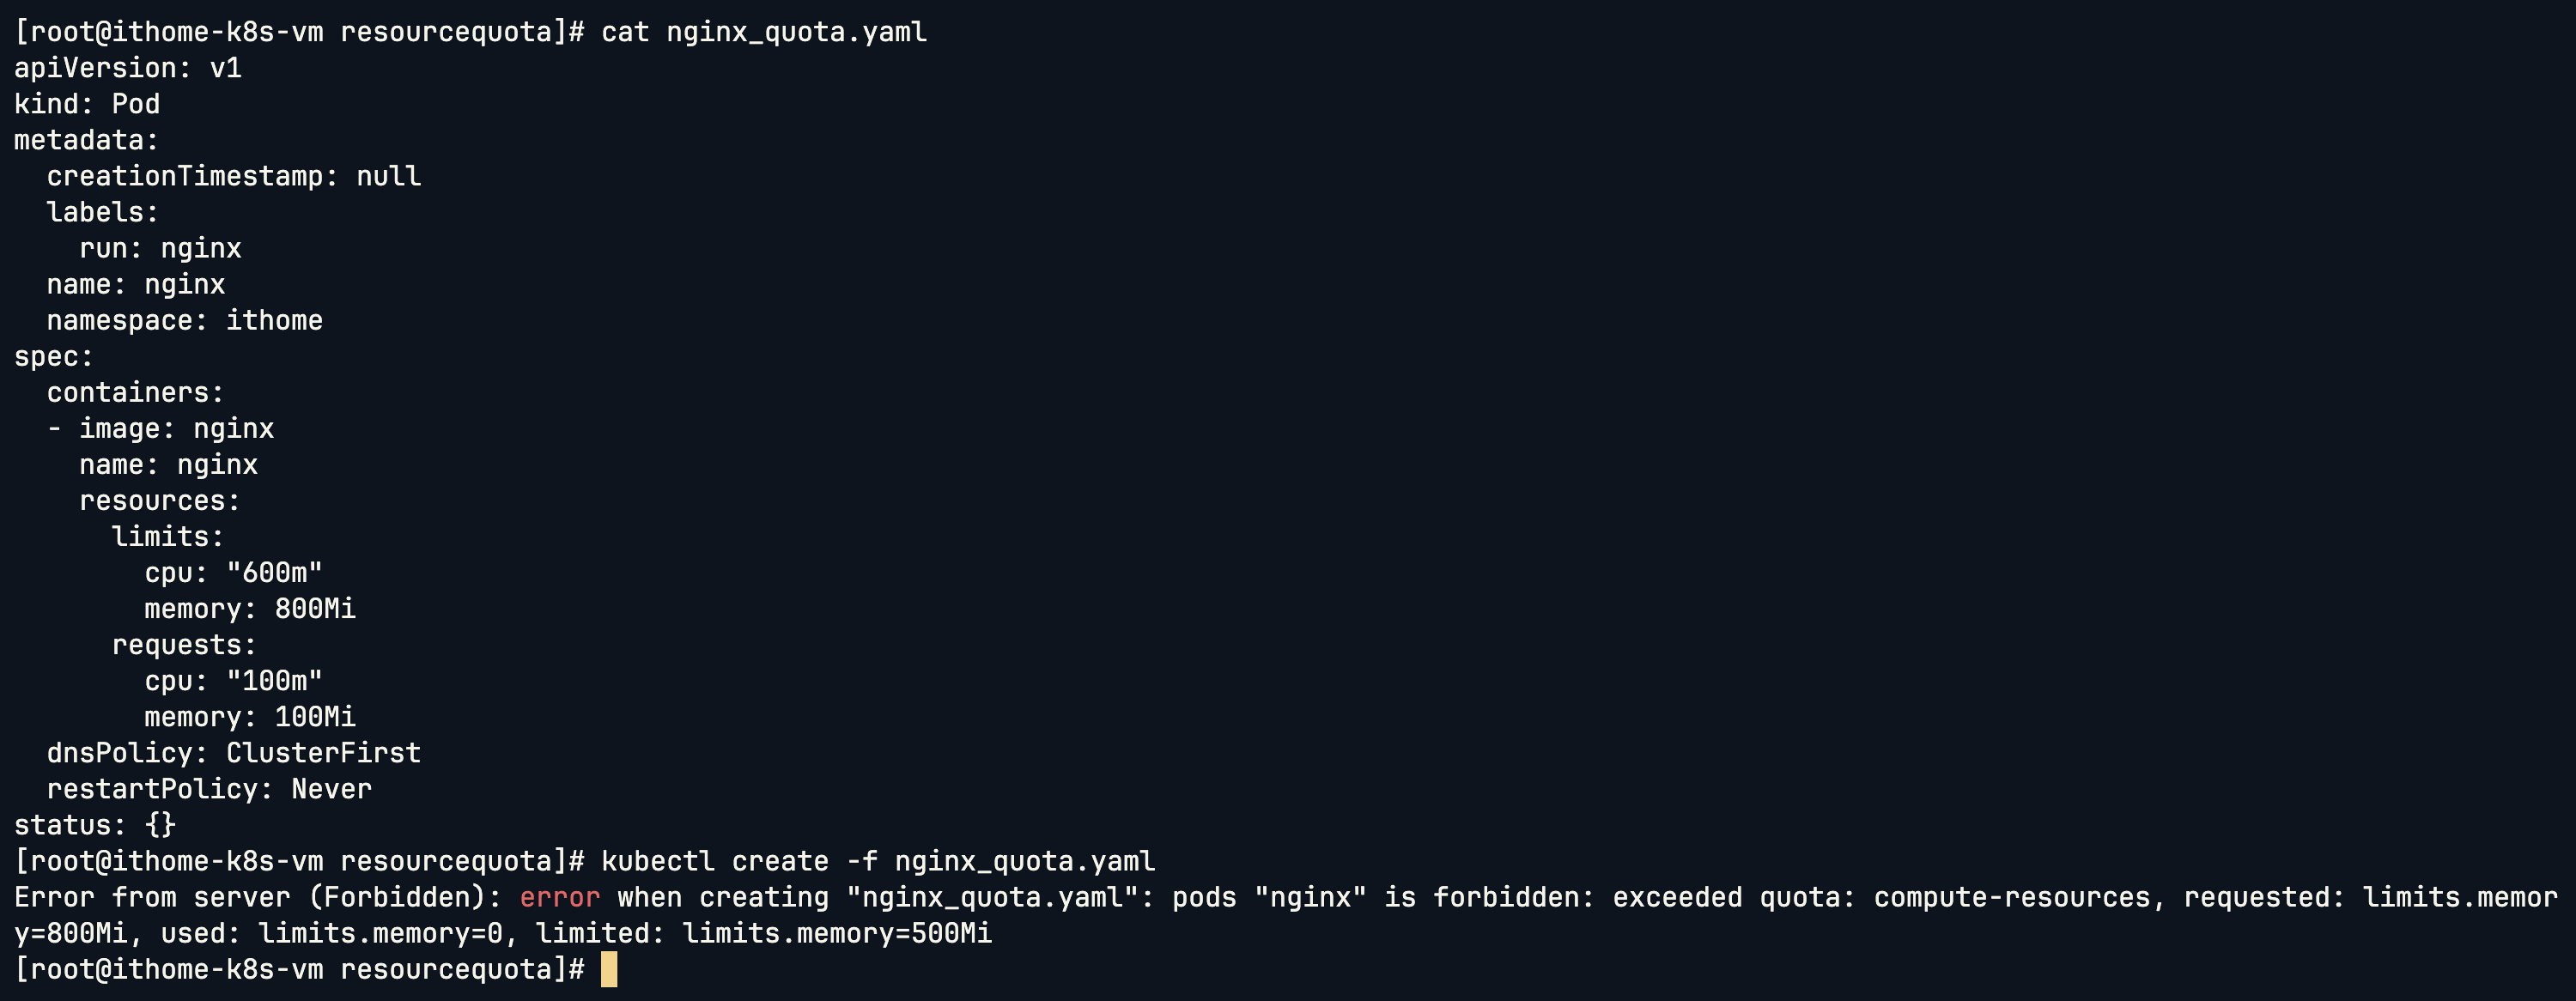 [root@ithome-k8s-vm resourcequota]# cat nginx_quota.yaml
apiVersion: v1
kind: Pod
metadata:
  creationTimestamp: null
  labels:
    run: nginx
  name: nginx
  namespace: ithome
spec:
  containers:
  - image: nginx
    name: nginx
    resources:
      limits:
        cpu: "600m"
        memory: 800Mi
      requests:
        cpu: "100m"
        memory: 100Mi
  dnsPolicy: ClusterFirst
  restartPolicy: Never
status: {}
[root@ithome-k8s-vm resourcequota]# kubectl create -f nginx_quota.yaml
Error from server (Forbidden): error when creating "nginx_quota.yaml": pods "nginx" is forbidden: exceeded quota: compute-resources, requested: limits.memor
y=800Mi, used: limits.memory=0, limited: limits.memory=500Mi
[root@ithome-k8s-vm resourcequota]#